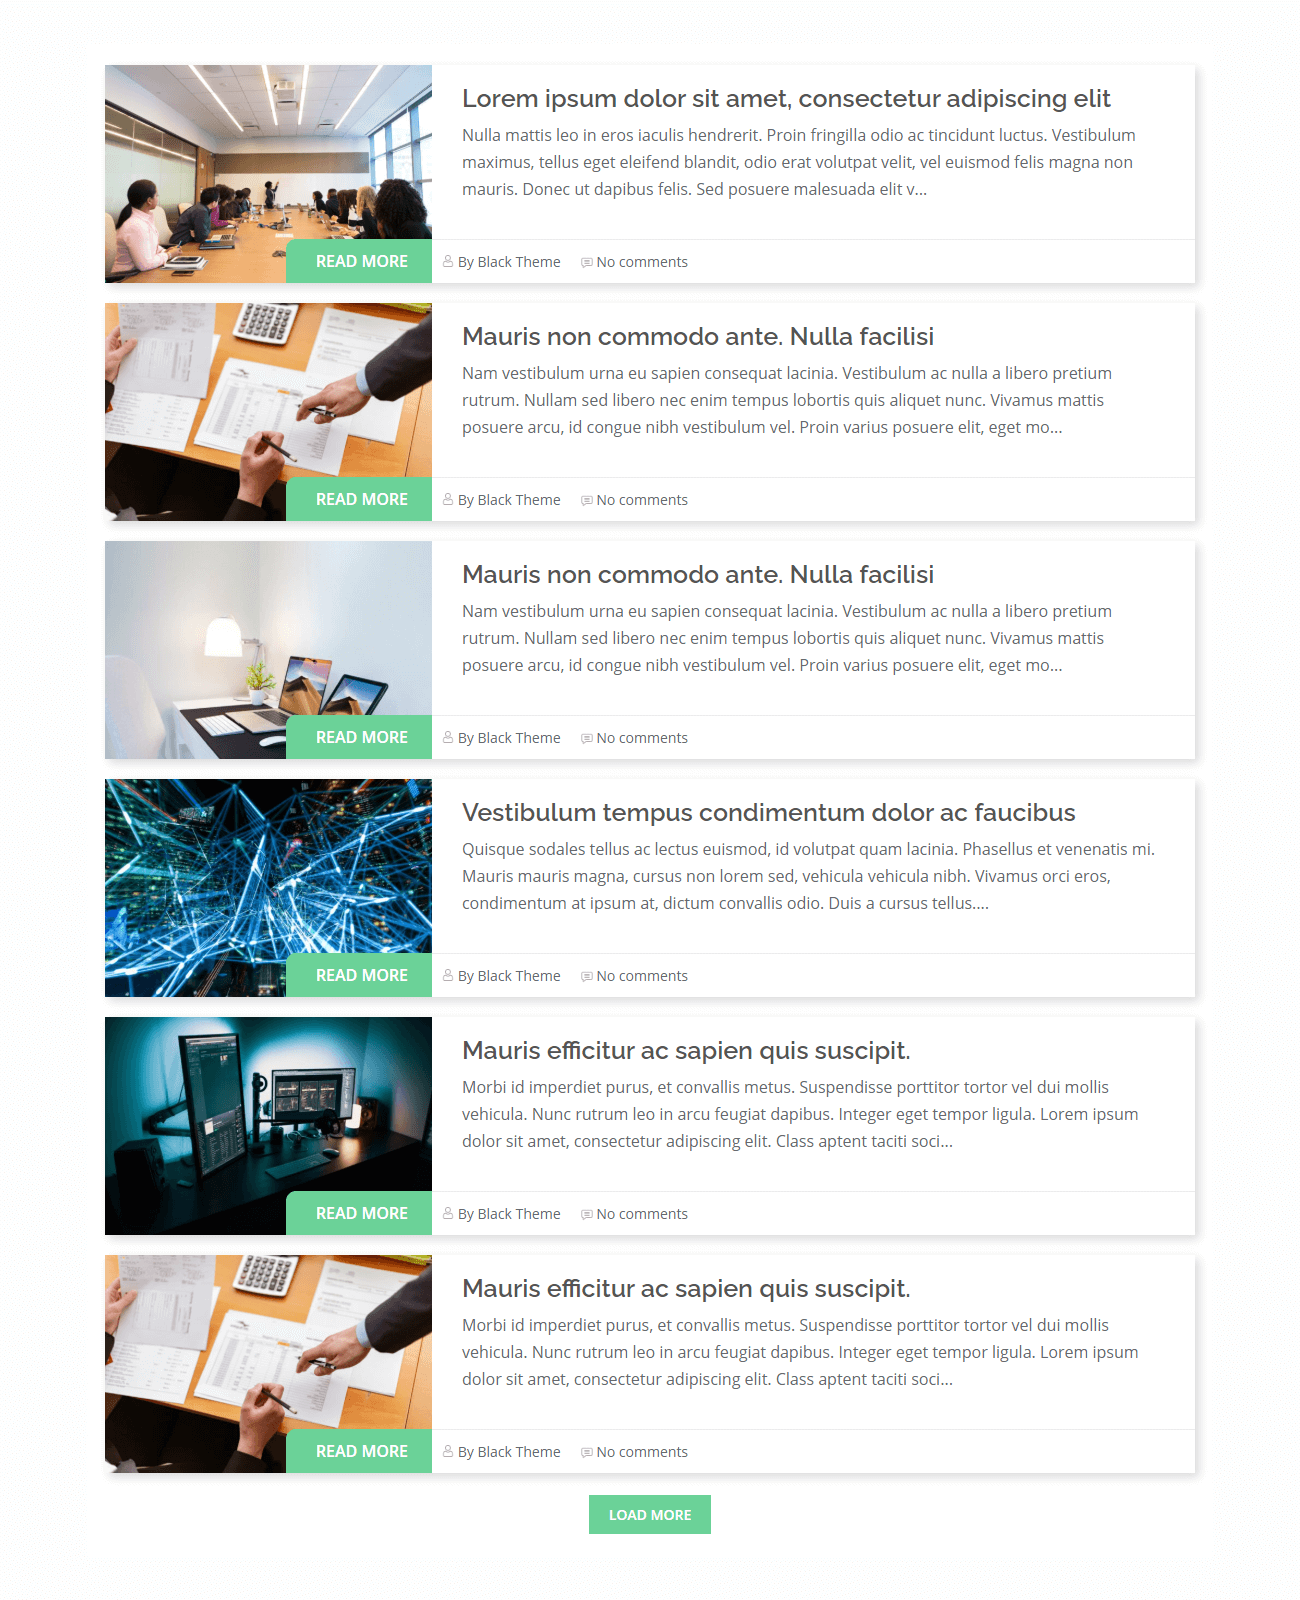 Lorem ipsum dolor sit amet, consectetur adipiscing elit
Nulla mattis leo in eros iaculis hendrerit. Proin fringilla odio ac tincidunt luctus. Vestibulum
maximus, tellus eget eleifend blandit, odio erat volutpat velit, vel euismod felis magna non
mauris. Donec ut dapibus felis. Sed posuere malesuada elit v...
READ MORE By Black Theme No comments
Mauris non commodo ante. Nulla facilisi
Nam vestibulum urna eu sapien consequat lacinia. Vestibulum ac nulla a libero pretium
rutrum. Nullam sed libero nec enim tempus lobortis quis aliquet nunc. Vivamus mattis
posuere arcu, id congue nibh vestibulum vel. Proin varius posuere elit, eget mo...
READ MORE By Black Theme No comments
Mauris non commodo ante. Nulla facilisi
Nam vestibulum urna eu sapien consequat lacinia. Vestibulum ac nulla a libero pretium
rutrum. Nullam sed libero nec enim tempus lobortis quis aliquet nunc. Vivamus mattis
posuere arcu, id congue nibh vestibulum vel. Proin varius posuere elit, eget mo...
READ MORE By Black Theme No comments
Vestibulum tempus condimentum dolor ac faucibus
Quisque sodales tellus ac lectus euismod, id volutpat quam lacinia. Phasellus et venenatis mi.
Mauris mauris magna, cursus non lorem sed, vehicula vehicula nibh. Vivamus orci eros,
condimentum at ipsum at, dictum convallis odio. Duis a cursus tellus....
READ MORE By Black Theme No comments
Mauris efficitur ac sapien quis suscipit.
Morbi id imperdiet purus, et convallis metus. Suspendisse porttitor tortor vel dui mollis
vehicula. Nunc rutrum leo in arcu feugiat dapibus. Integer eget tempor ligula. Lorem ipsum
dolor sit amet, consectetur adipiscing elit. Class aptent taciti soci...
READ MORE By Black Theme No comments
Mauris efficitur ac sapien quis suscipit.
Morbi id imperdiet purus, et convallis metus. Suspendisse porttitor tortor vel dui mollis
vehicula. Nunc rutrum leo in arcu feugiat dapibus. Integer eget tempor ligula. Lorem ipsum
dolor sit amet, consectetur adipiscing elit. Class aptent taciti soci...
READ MORE By Black Theme No comments
LOAD MORE